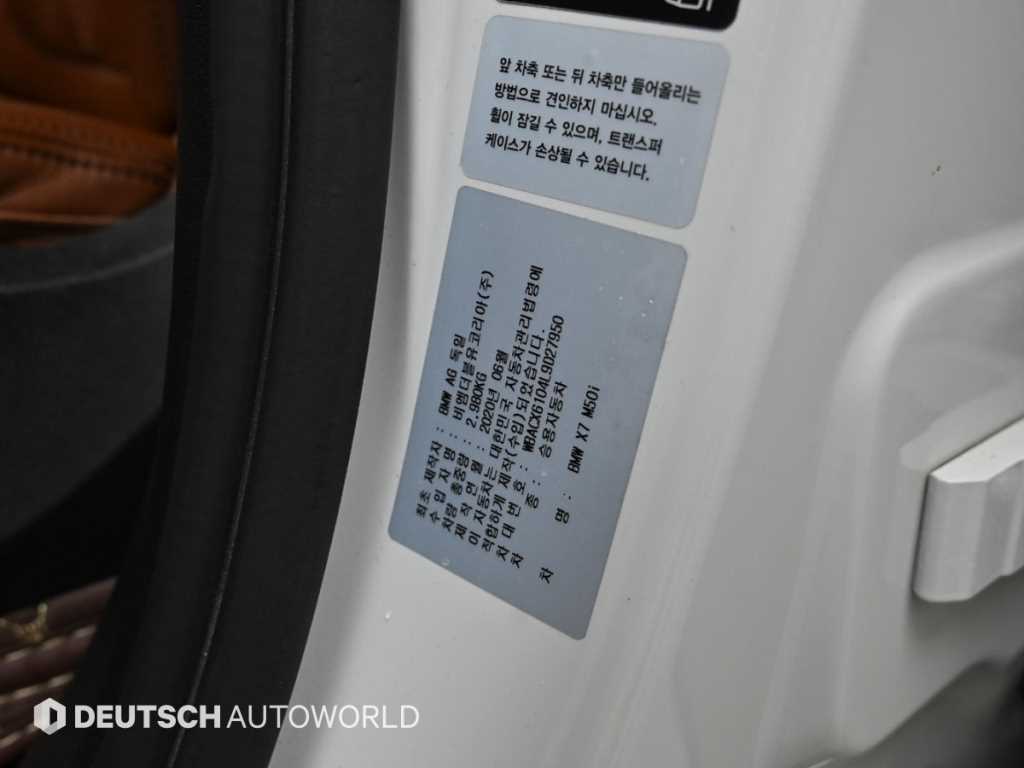 앞 차축 또는 뒤 차축만 들어올리는
방법으로 견인하지 마십시오.
휠이 잠길 수 있으며, 트랜스퍼
케이스가 손상될 수 있습니다.
최초 제작자 : BMW AG 독일
수 입 자 명 : 비엠더블유코리아(주)
차량 총중량 : 2.980KG
제 작 연 월 : 2020년 06월
이 자동차는 대한민국 자동차관리법령에
적합하게 제작(수입)되었습니다.
차 대 번 호 : WBACX6104L9D27950
차 종 : 승용자동차
차 명 : BMW X7 M50i
DEUTSCH AUTOWORLD